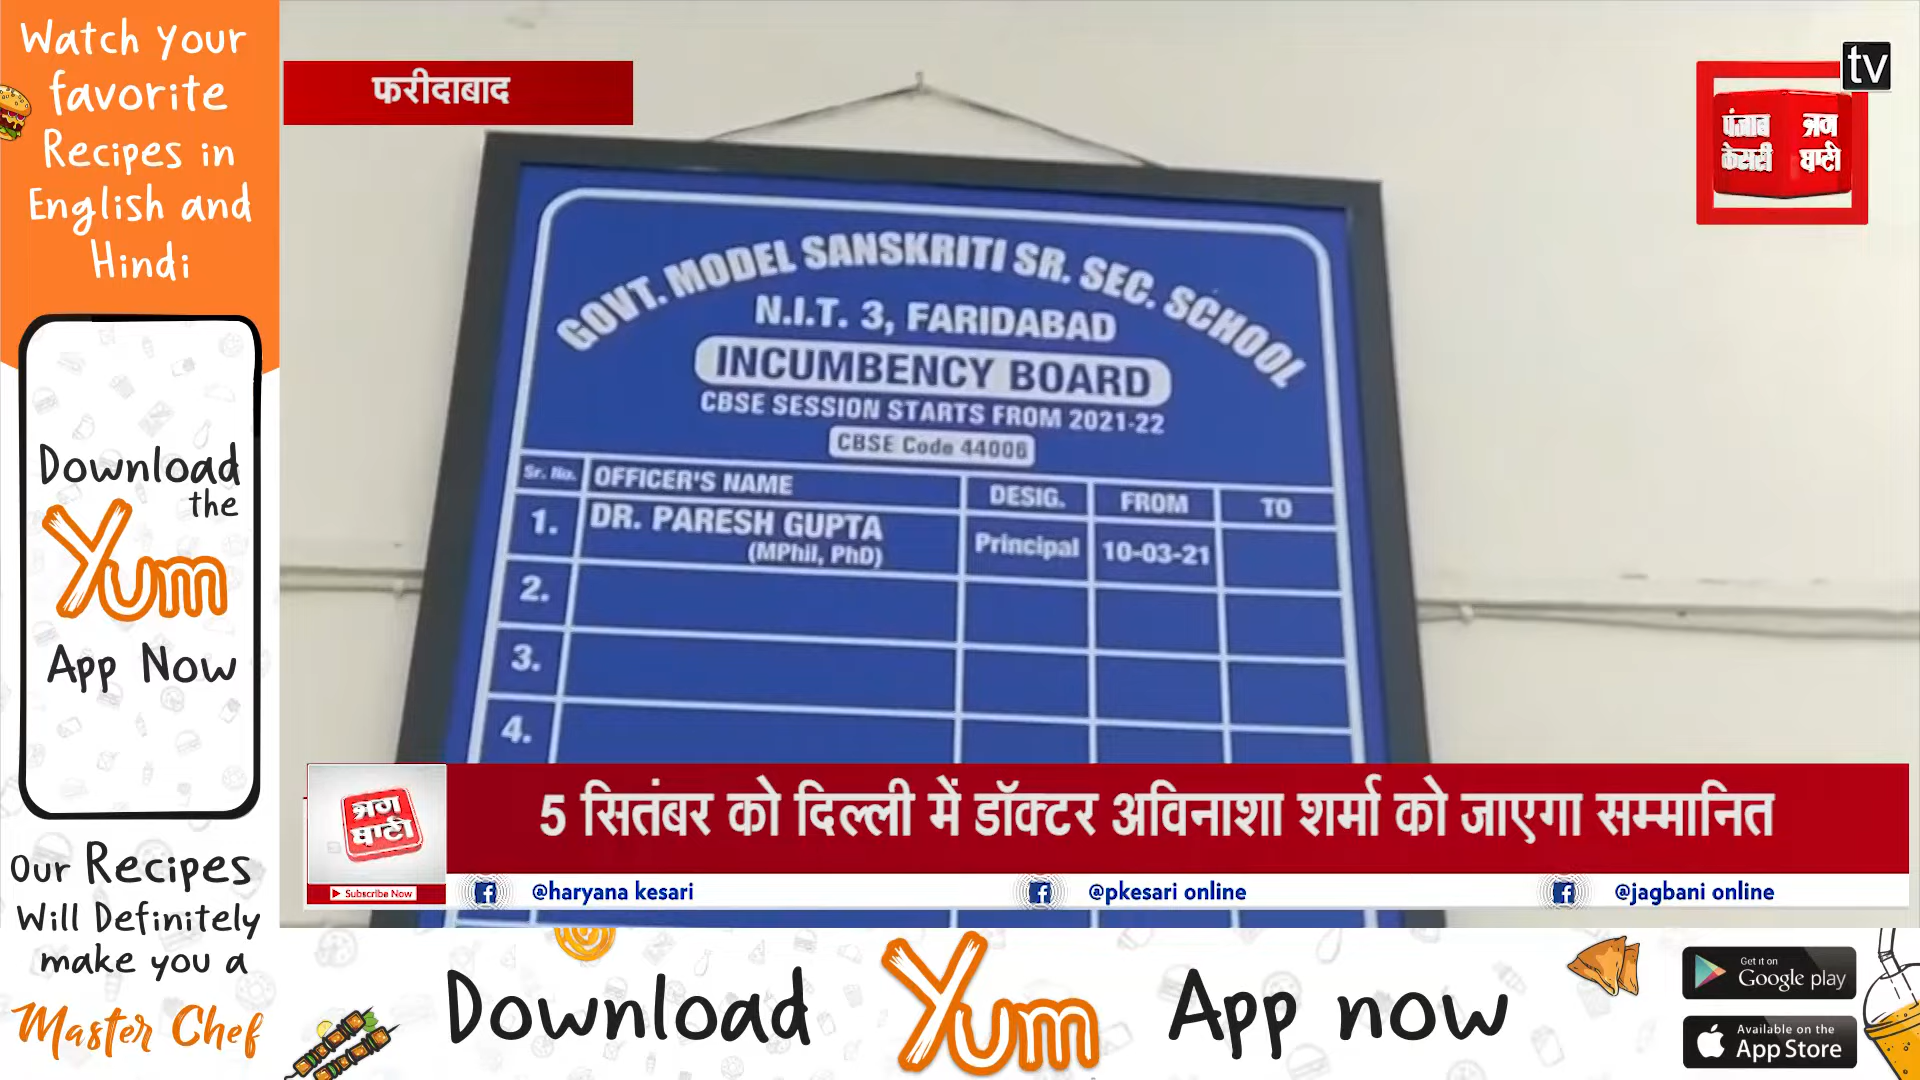 Watch your
favorite
Recipes in
English and
Hindi
Download
the
Yum
App Now
Our Recipes
Will Definitely
make you a
Master Chef
फरीदाबाद
tv
पंजाब
केसरी
ਜਗ
ਬਾਣੀ
GOVT. MODEL SANSKRITI SR. SEC. SCHOOL
N.I.T. 3, FARIDABAD
INCUMBENCY BOARD
CBSE SESSION STARTS FROM 2021-22
CBSE Code 44006
Sr. No. OFFICER'S NAME DESIG. FROM TO
1. DR. PARESH GUPTA
(MPhil, PhD) Principal 10-03-21
2.
3.
4.
ਜਗ
ਬਾਣੀ
Subscribe Now
5 सितंबर को दिल्ली में डॉक्टर अविनाशा शर्मा को जाएगा सम्मानित
@haryana kesari @pkesari online @jagbani online
Download Yum App now
Get it on
Google play
Available on the
App Store